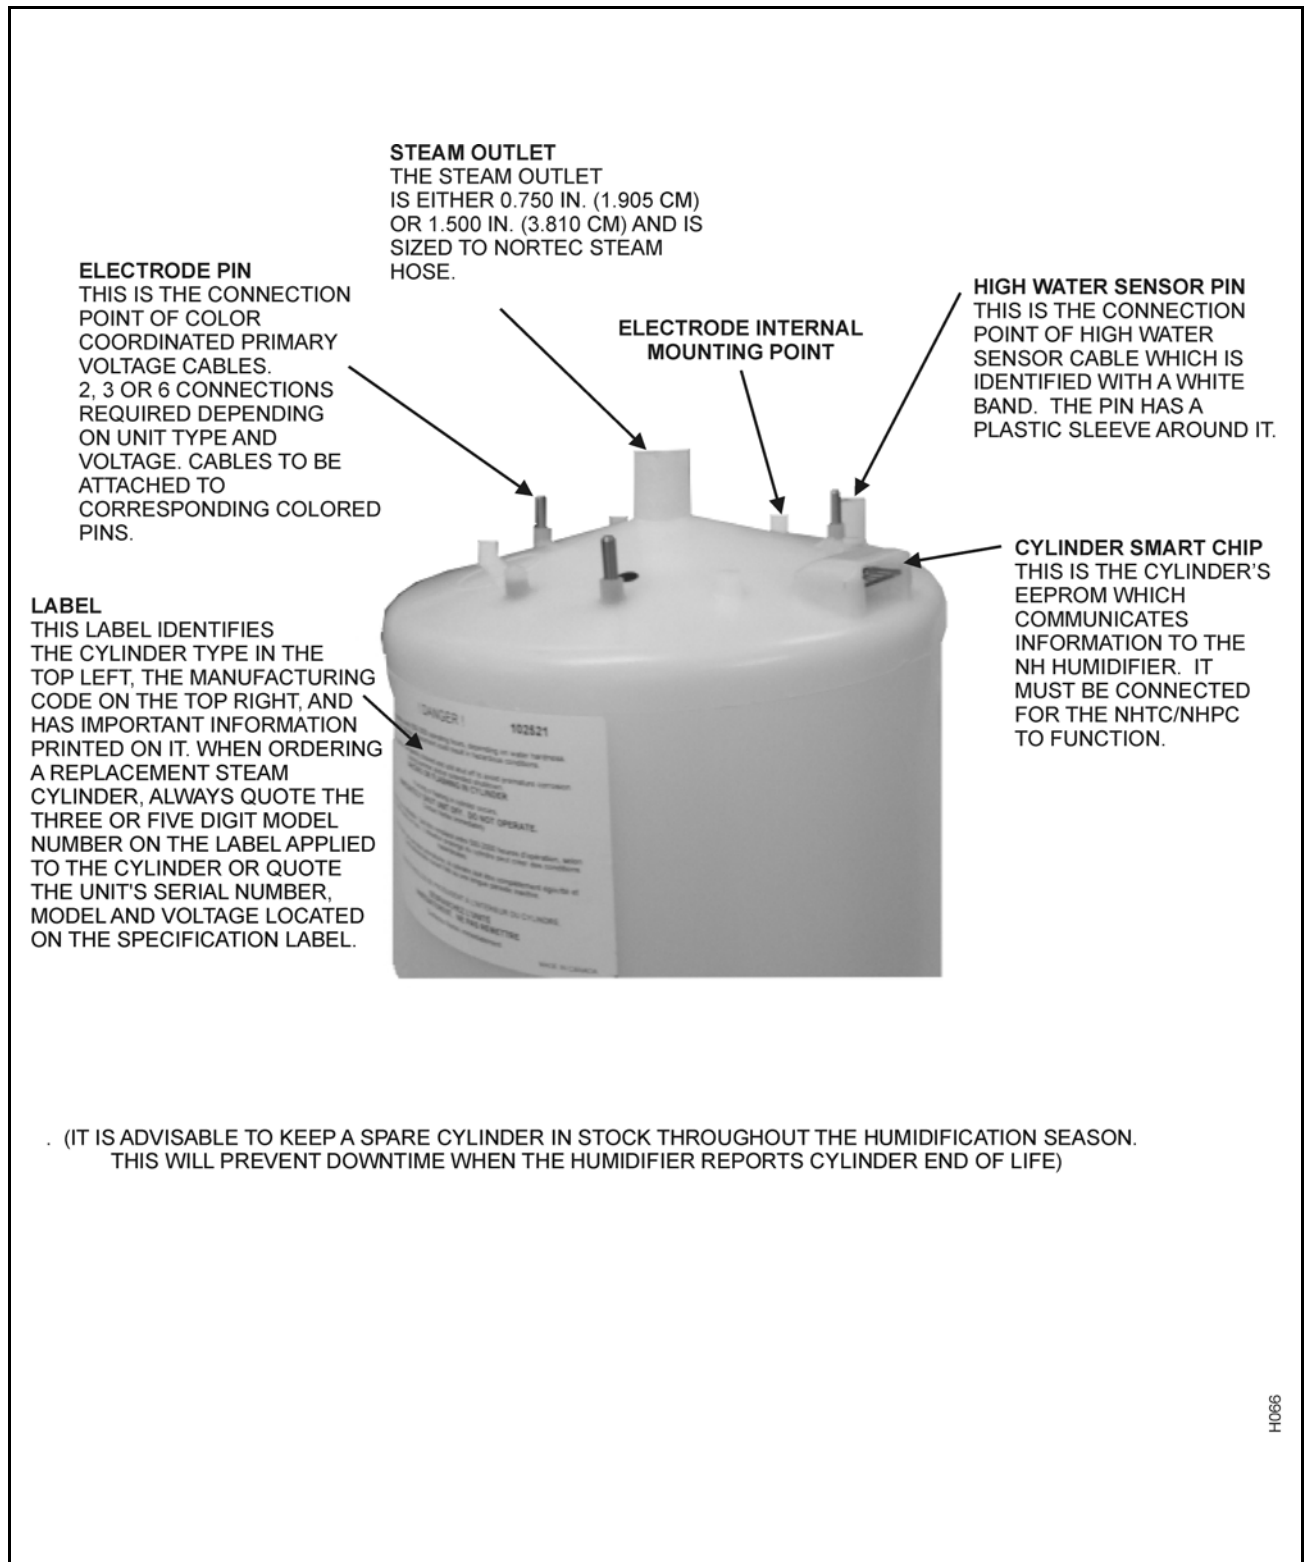 STEAM OUTLET
THE STEAM OUTLET
IS EITHER 0.750 IN. (1.905 CM)
OR 1.500 IN. (3.810 CM) AND IS
SIZED TO NORTEC STEAM
HOSE.
ELECTRODE PIN
THIS IS THE CONNECTION
POINT OF COLOR
COORDINATED PRIMARY
VOLTAGE CABLES.
2, 3 OR 6 CONNECTIONS
REQUIRED DEPENDING
ON UNIT TYPE AND
VOLTAGE. CABLES TO BE
ATTACHED TO
CORRESPONDING COLORED
PINS.
ELECTRODE INTERNAL
MOUNTING POINT
HIGH WATER SENSOR PIN
THIS IS THE CONNECTION
POINT OF HIGH WATER
SENSOR CABLE WHICH IS
IDENTIFIED WITH A WHITE
BAND. THE PIN HAS A
PLASTIC SLEEVE AROUND IT.
CYLINDER SMART CHIP
THIS IS THE CYLINDER'S
EEPROM WHICH
COMMUNICATES
INFORMATION TO THE
NH HUMIDIFIER. IT
MUST BE CONNECTED
FOR THE NHTC/NHPC
TO FUNCTION.
LABEL
THIS LABEL IDENTIFIES
THE CYLINDER TYPE IN THE
TOP LEFT, THE MANUFACTURING
CODE ON THE TOP RIGHT, AND
HAS IMPORTANT INFORMATION
PRINTED ON IT. WHEN ORDERING
A REPLACEMENT STEAM
CYLINDER, ALWAYS QUOTE THE
THREE OR FIVE DIGIT MODEL
NUMBER ON THE LABEL APPLIED
TO THE CYLINDER OR QUOTE
THE UNIT'S SERIAL NUMBER,
MODEL AND VOLTAGE LOCATED
ON THE SPECIFICATION LABEL.
! DANGER ! 102521
DO NOT OPERATE.
MADE IN CANADA
. (IT IS ADVISABLE TO KEEP A SPARE CYLINDER IN STOCK THROUGHOUT THE HUMIDIFICATION SEASON.
THIS WILL PREVENT DOWNTIME WHEN THE HUMIDIFIER REPORTS CYLINDER END OF LIFE)
H066